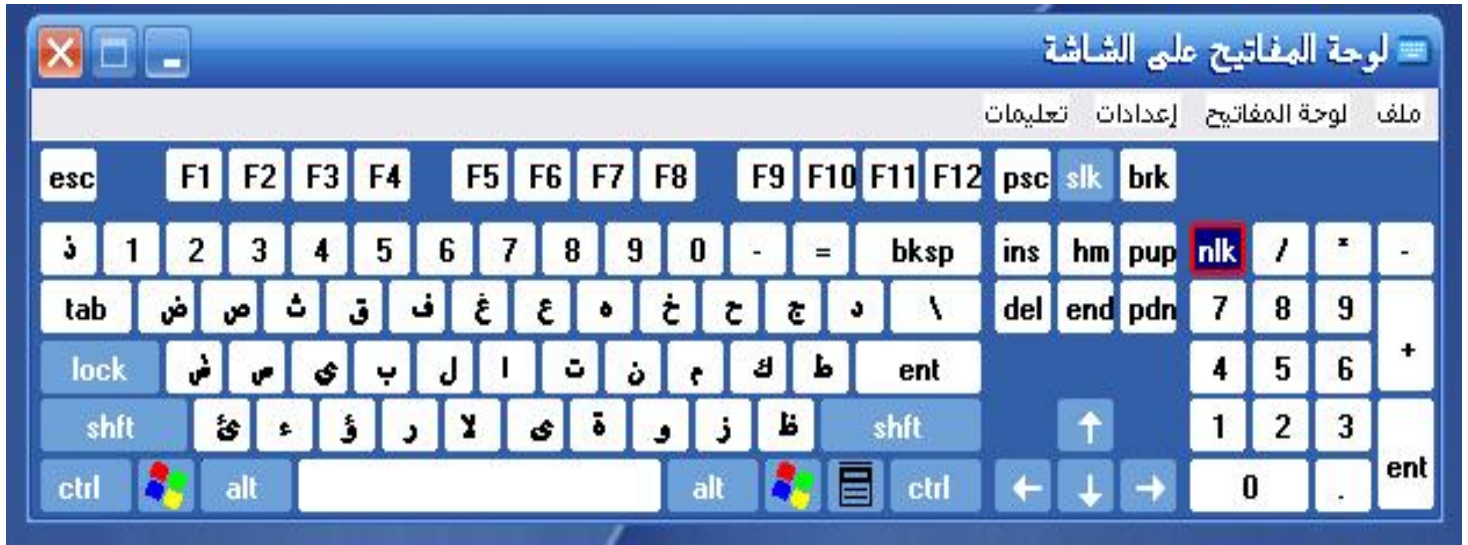 لوحة المفاتيح على الشاشة
ملف لوحة المفاتيح إعدادات تعليمات
esc F1 F2 F3 F4 F5 F6 F7 F8 F9 F10 F11 F12 psc slk brk
ذ 1 2 3 4 5 6 7 8 9 0 - = bksp ins hm pup nlk / * -
tab ض ص ث ق ف غ ع ه خ ح ج د \ del end pdn 7 8 9 +
lock ش س ي ب ل ا ت ن م ك ط ent 4 5 6
shft ئ ء ؤ ر لا ى ة و ز ظ shft ↑ 1 2 3 ent
ctrl alt alt ctrl ← ↓ → 0 .